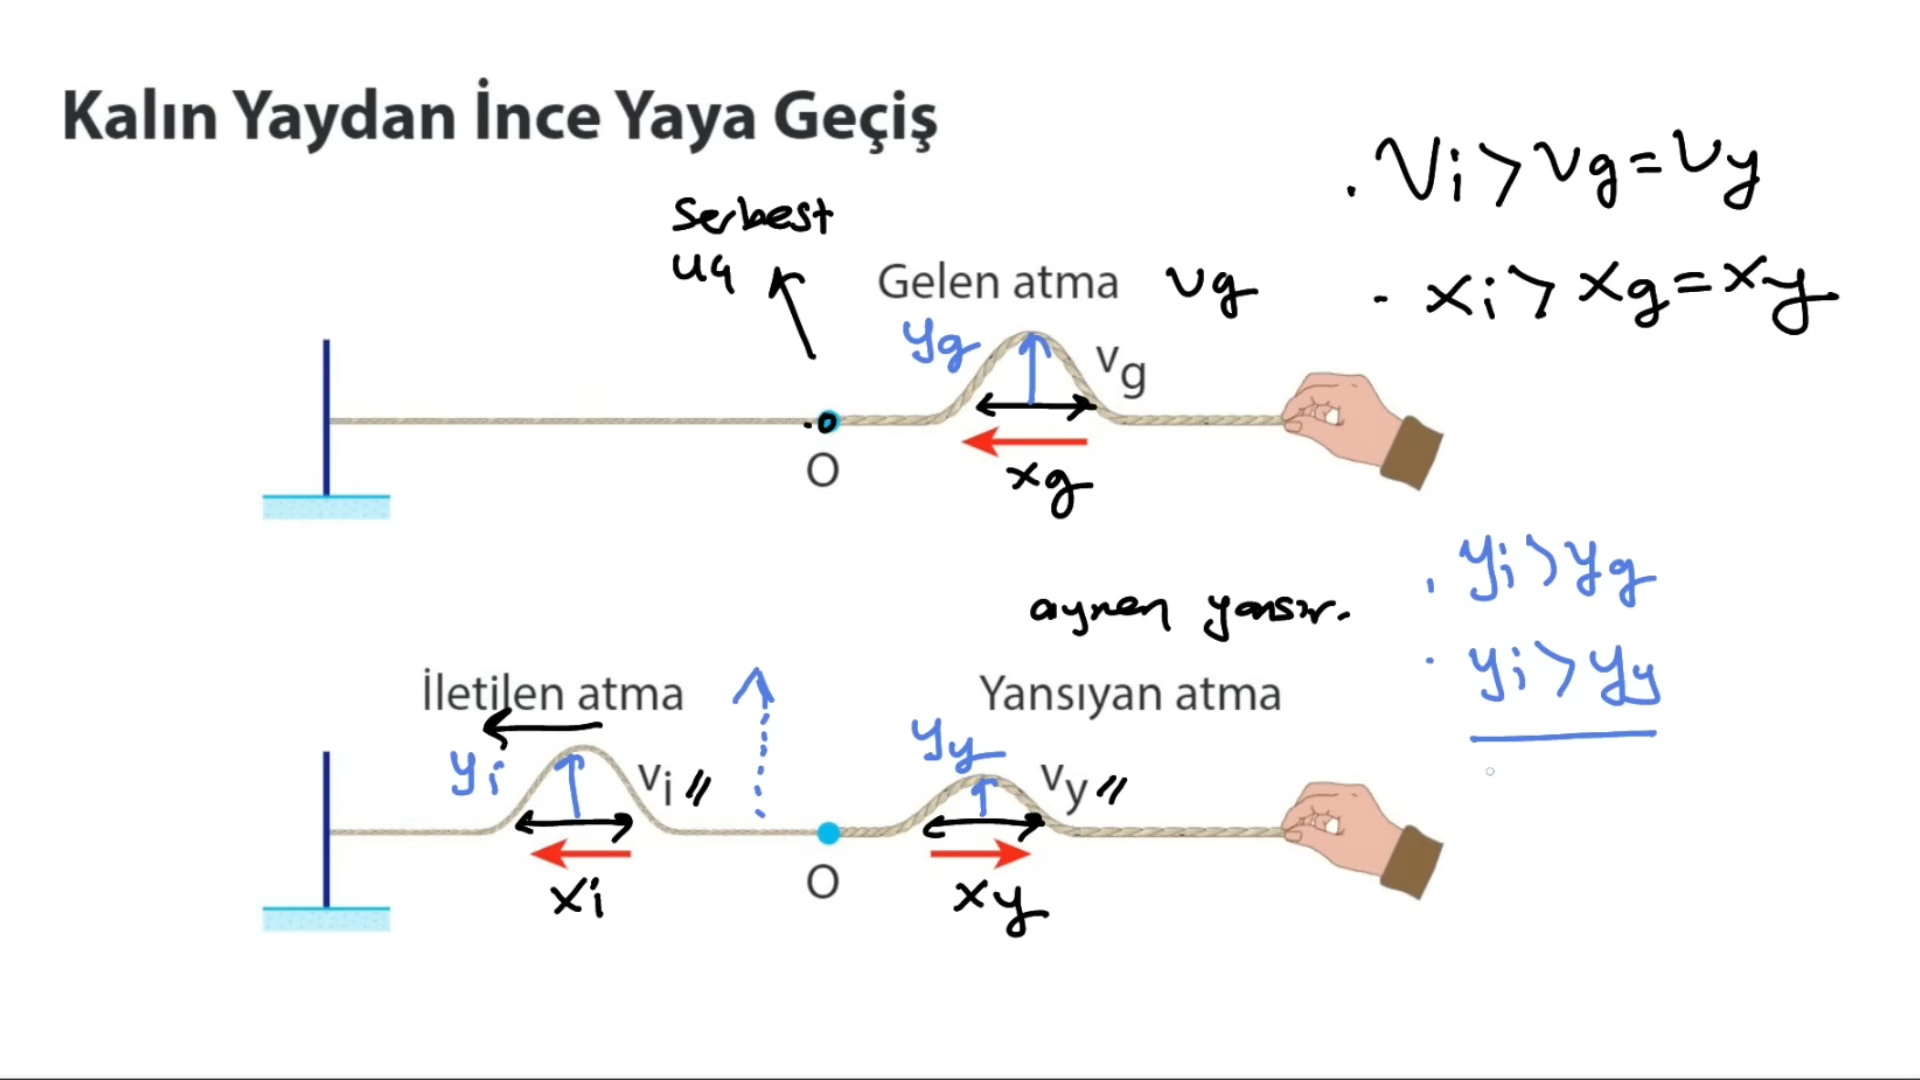 Kalın Yaydan İnce Yaya Geçiş
. Vi > vg = vy
Serbest
uç
Gelen atma vg
- xi > xg = xy
yg
vg
O
xg
. yi > yg
aynen yansır.
. yi > yy
İletilen atma
Yansıyan atma
yi
vi
yy
vy
xi
O
xy